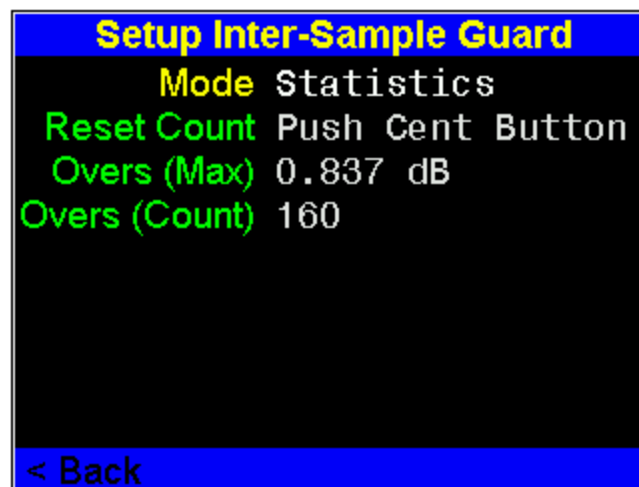 Setup Inter-Sample Guard
Mode Statistics
Reset Count Push Cent Button
Overs (Max) 0.837 dB
Overs (Count) 160
< Back